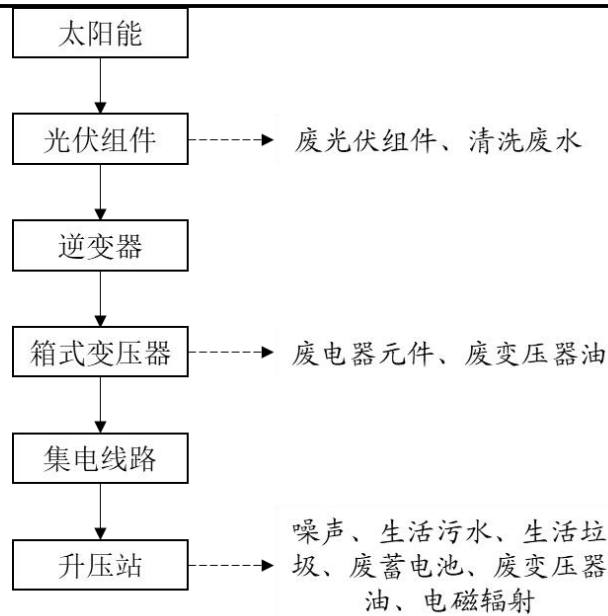 太阳能
光伏组件
废光伏组件、清洗废水
逆变器
箱式变压器
废电器元件、废变压器油
集电线路
升压站
噪声、生活污水、生活垃
圾、废蓄电池、废变压器
油、电磁辐射